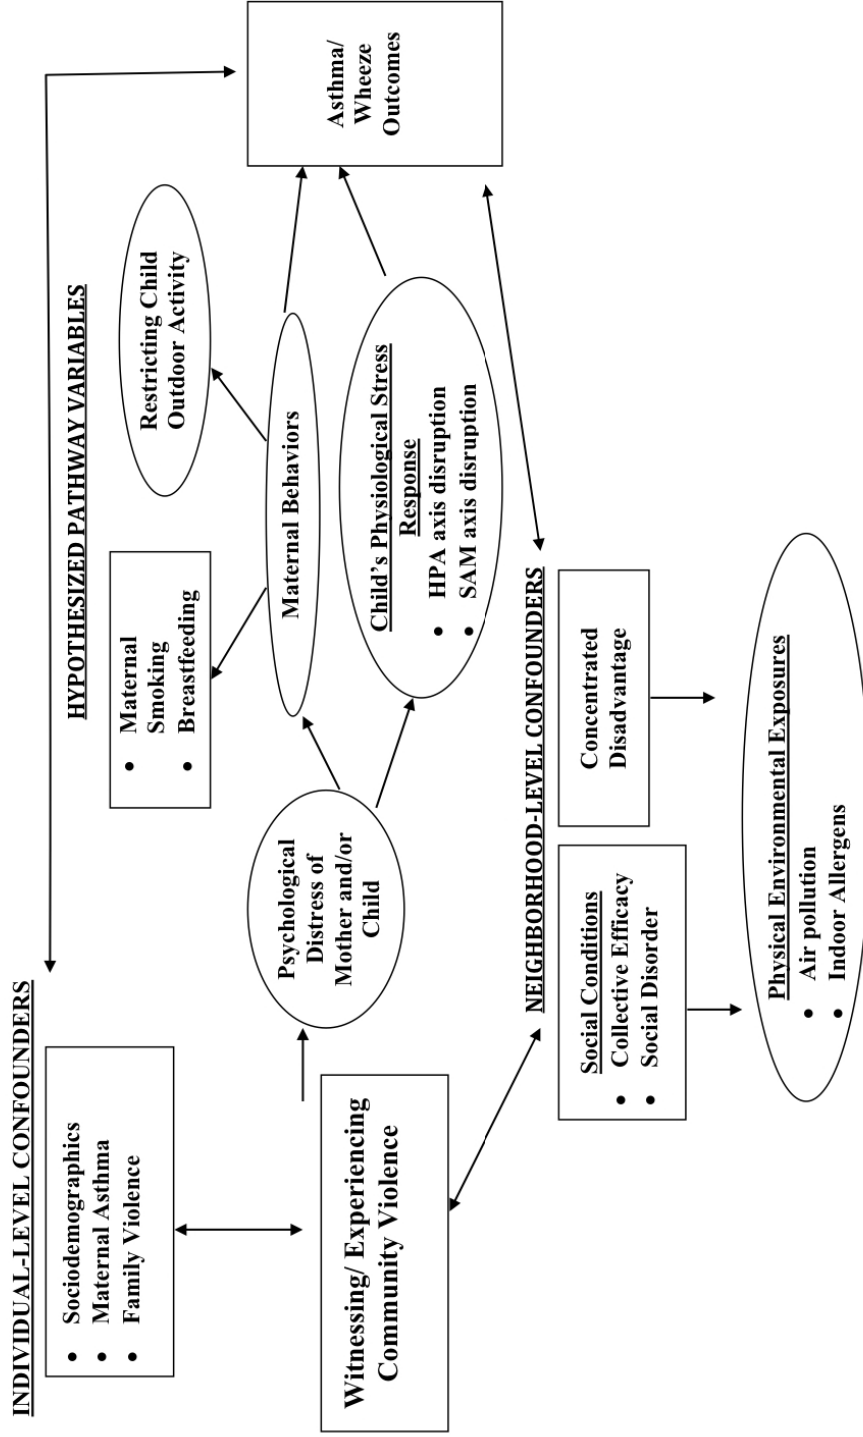 INDIVIDUAL-LEVEL CONFOUNDERS
• Sociodemographics
• Maternal Asthma
• Family Violence
Witnessing/ Experiencing
Community Violence
HYPOTHESIZED PATHWAY VARIABLES
• Maternal
Smoking
• Breastfeeding
Restricting Child
Outdoor Activity
Psychological
Distress of
Mother and/or
Child
Maternal Behaviors
Child’s Physiological Stress
Response
• HPA axis disruption
• SAM axis disruption
Asthma/
Wheeze
Outcomes
NEIGHBORHOOD-LEVEL CONFOUNDERS
Social Conditions
• Collective Efficacy
• Social Disorder
Concentrated
Disadvantage
Physical Environmental Exposures
• Air pollution
• Indoor Allergens